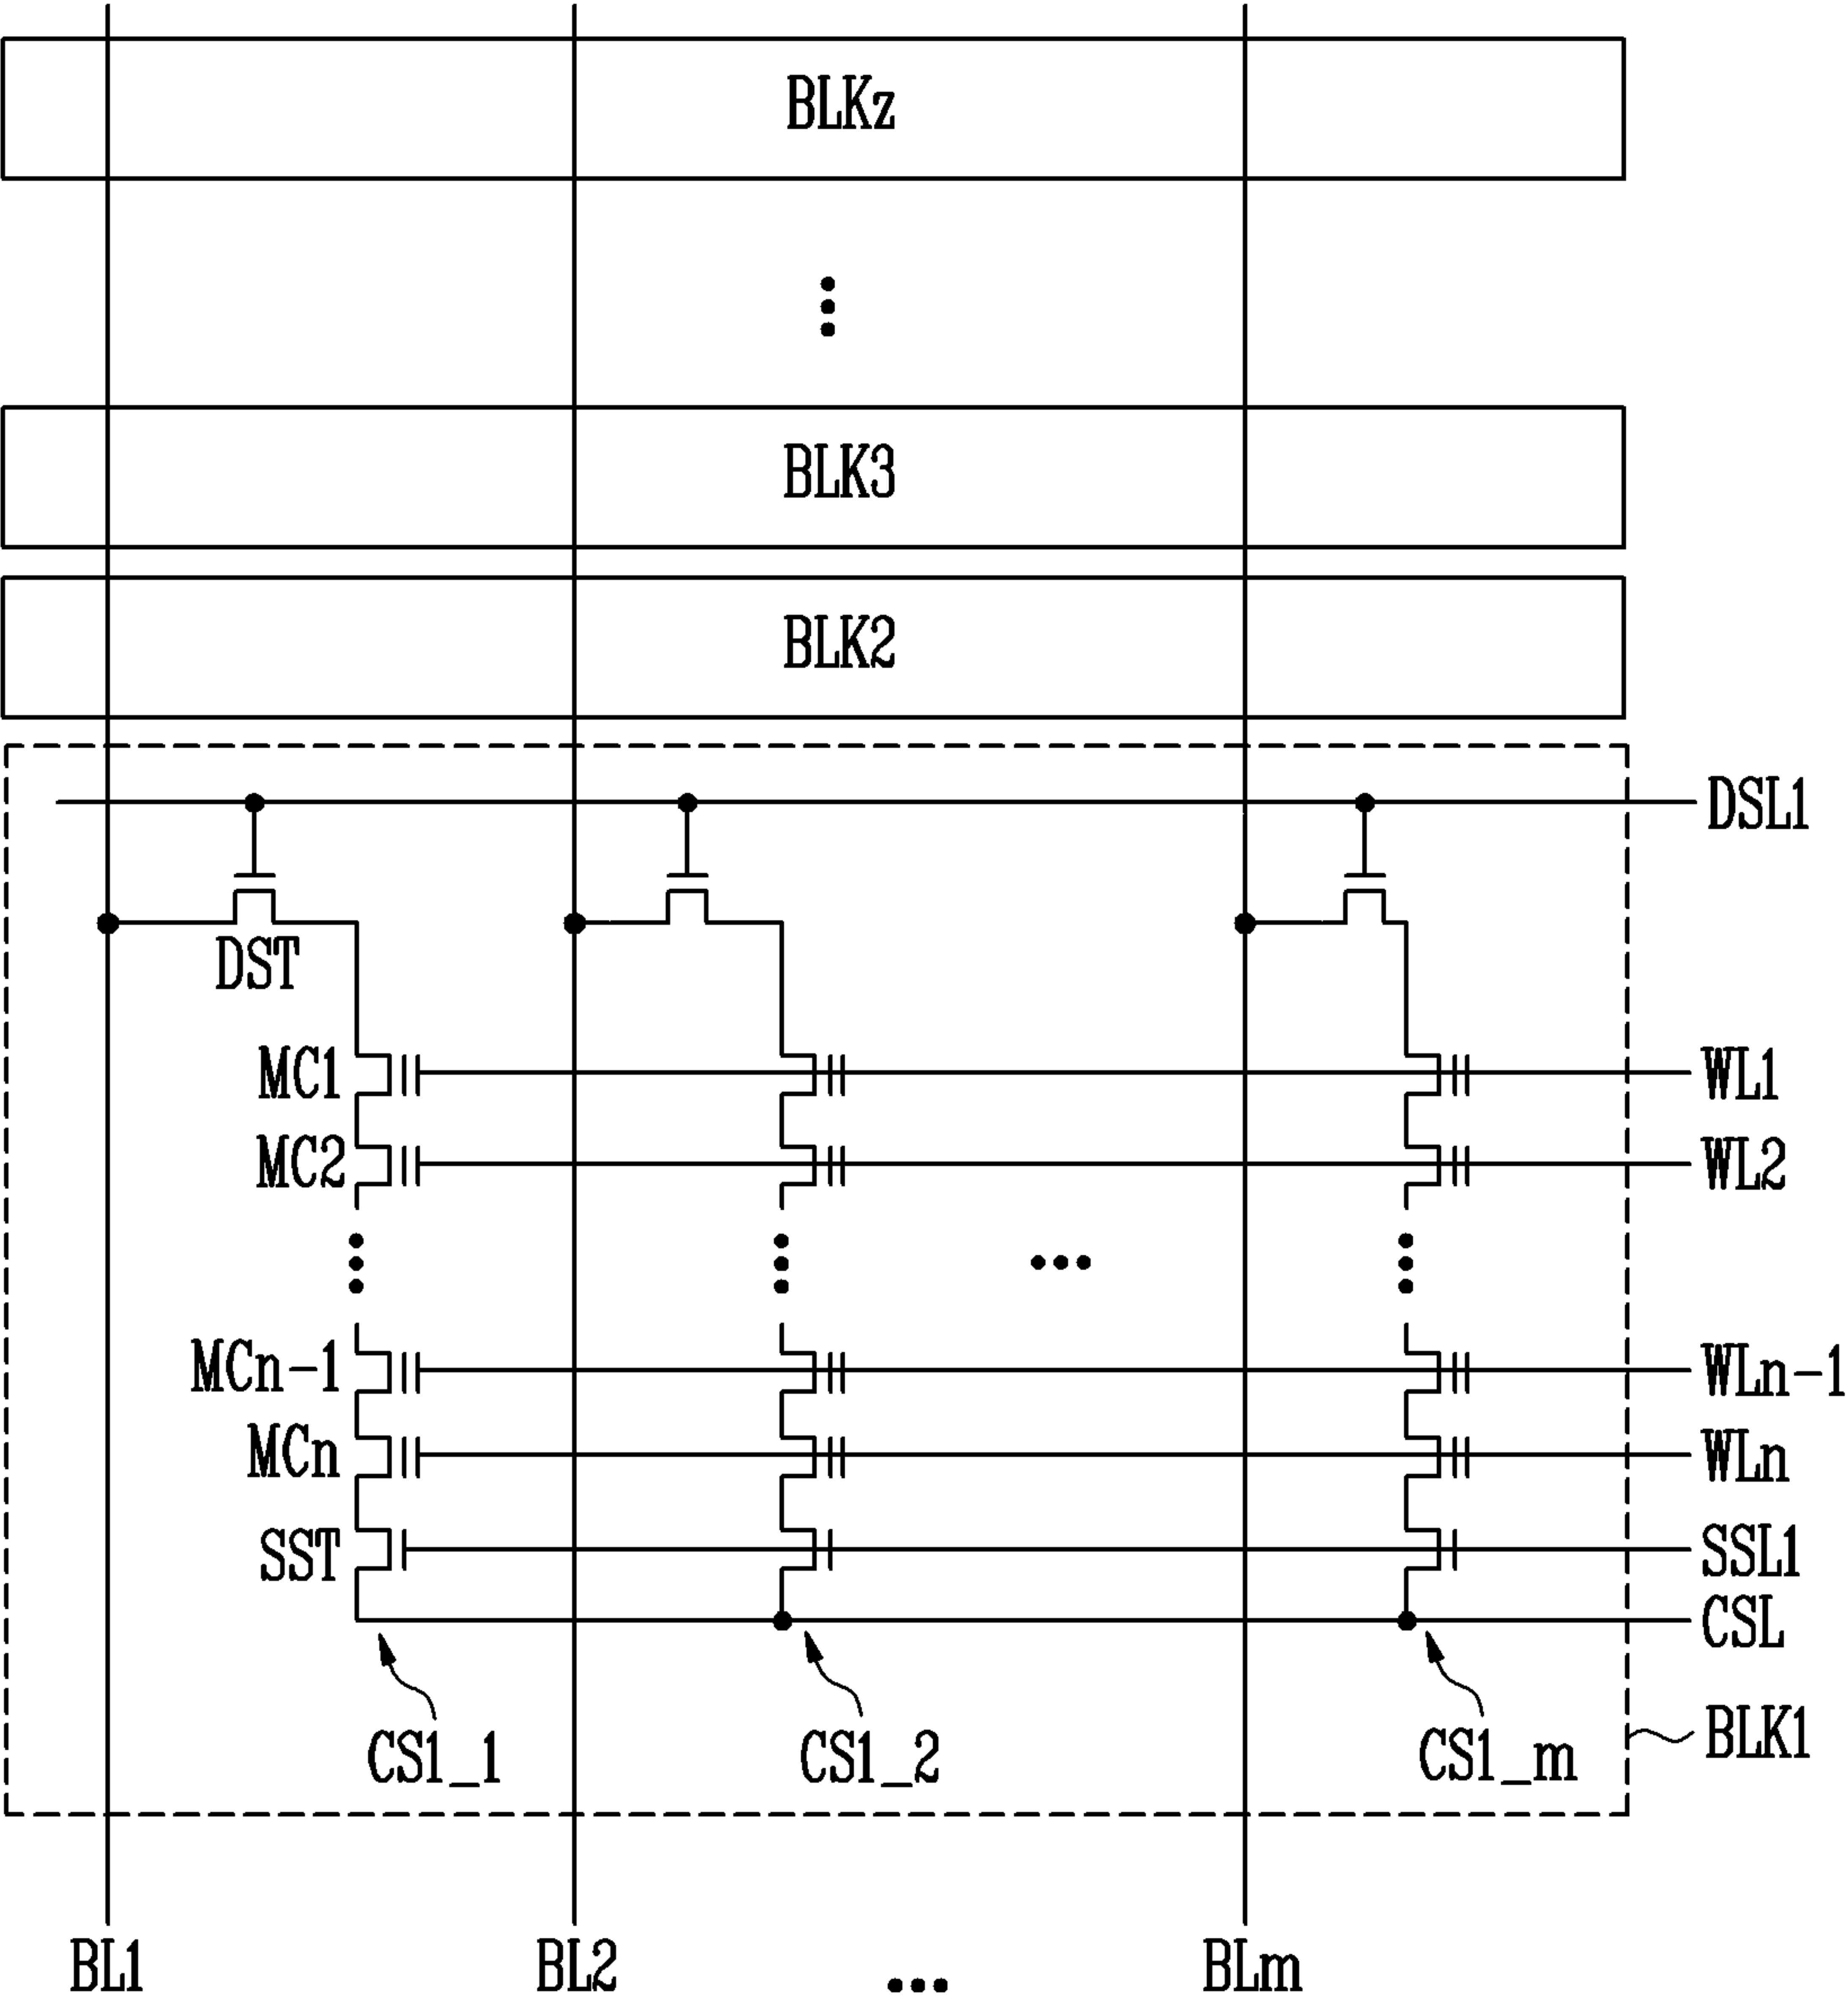 BLKz
BLK3
BLK2
DSL1
DST
MC1
WL1
MC2
WL2
MCn-1
WLn-1
MCn
WLn
SST
SSL1
CSL
CS1_1
CS1_2
CS1_m
BLK1
BL1
BL2
...
BLm